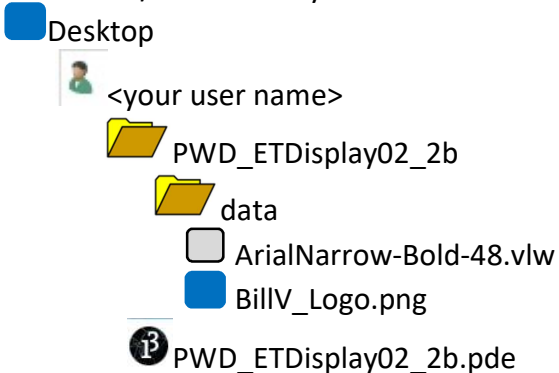 Desktop
<your user name>
PWD_ETDisplay02_2b
data
ArialNarrow-Bold-48.vlw
BillV_Logo.png
PWD_ETDisplay02_2b.pde